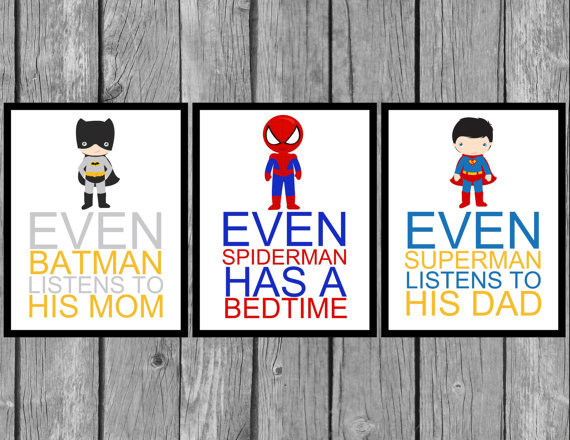 EVEN
BATMAN
LISTENS TO
HIS MOM
EVEN
SPIDERMAN
HAS A
BEDTIME
EVEN
SUPERMAN
LISTENS TO
HIS DAD